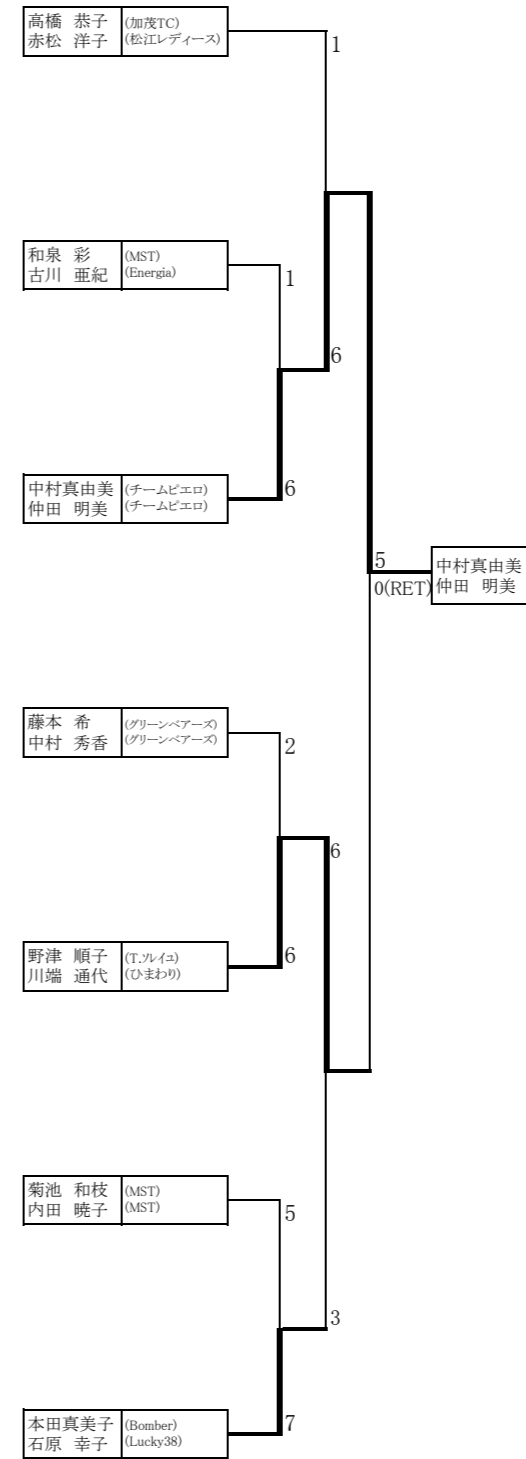 高橋 恭子 (加茂TC)
赤松 洋子 (松江レディース)
1
和泉 彩 (MST)
古川 亜紀 (Energia)
1
6
中村真由美 (チームピエロ)
仲田 明美 (チームピエロ)
6
5
0(RET)
中村真由美
仲田 明美
藤本 希 (グリーンベアーズ)
中村 秀香 (グリーンベアーズ)
2
6
野津 順子 (T.ソレイユ)
川端 通代 (ひまわり)
6
菊池 和枝 (MST)
内田 暁子 (MST)
5
3
本田真美子 (Bomber)
石原 幸子 (Lucky38)
7